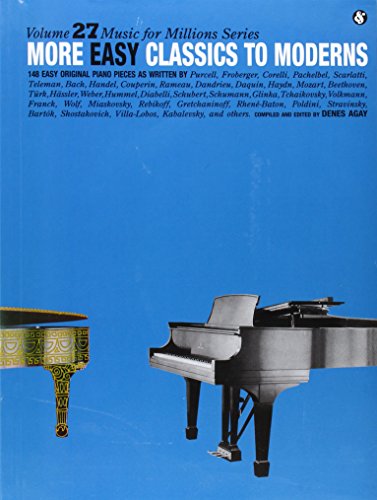 &
Volume 27 Music for Millions Series
MORE EASY CLASSICS TO MODERNS
148 EASY ORIGINAL PIANO PIECES AS WRITTEN BY Purcell, Froberger, Corelli, Pachelbel, Scarlatti,
Teleman, Bach, Handel, Couperin, Rameau, Dandrieu, Daquin, Haydn, Mozart, Beethoven,
Türk, Hässler, Weber, Hummel, Diabelli, Schubert, Schumann, Glinka, Tchaikovsky, Volkmann,
Franck, Wolf, Miaskovsky, Rebikoff, Gretchaninoff, Rhené-Baton, Poldini, Stravinsky,
Bartók, Shostakovich, Villa-Lobos, Kabalevsky, and others. COMPILED AND EDITED BY DENES AGAY